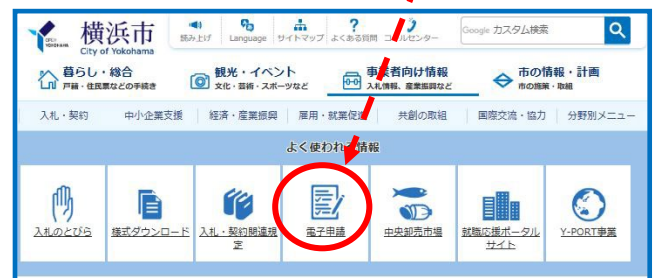 OPEN YOKOHAMA
横浜市
City of Yokohama
読み上げ
Language
サイトマップ
よくある質問
コールセンター
Google カスタム検索
暮らし・総合
戸籍・住民票などの手続き
観光・イベント
文化・芸術・スポーツなど
事業者向け情報
入札情報、産業振興など
市の情報・計画
市の施策・取組
入札・契約
中小企業支援
経済・産業振興
雇用・就業促進
共創の取組
国際交流・協力
分野別メニュー
よく使われる情報
入札のとびら
様式ダウンロード
入札・契約関連規
定
電子申請
中央卸売市場
就職応援ポータル
サイト
Y-PORT事業